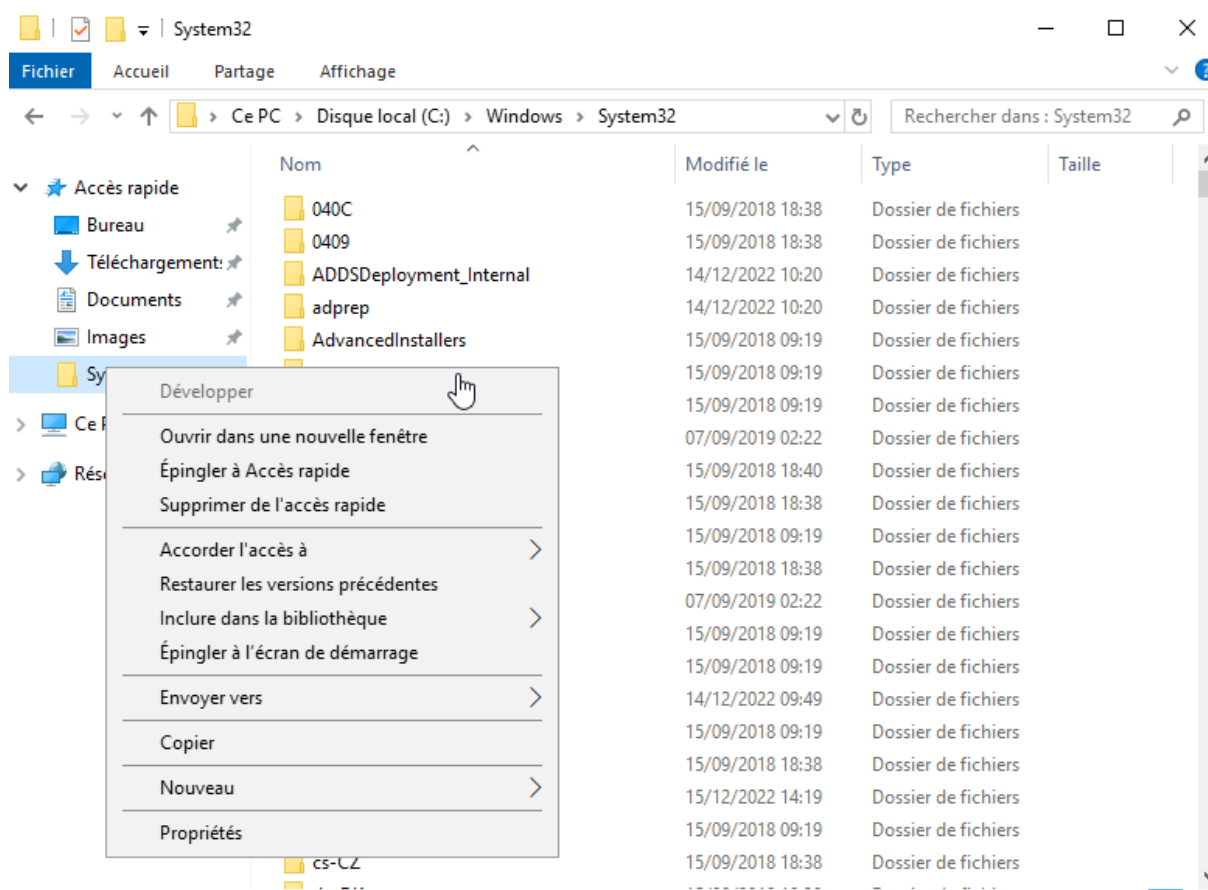 System32
Fichier Accueil Partage Affichage
Ce PC > Disque local (C:) > Windows > System32
Rechercher dans : System32
Nom Modifié le Type Taille
Accès rapide
Bureau
Téléchargement
Documents
Images
Sy
Ce P
Rés
040C 15/09/2018 18:38 Dossier de fichiers
0409 15/09/2018 18:38 Dossier de fichiers
ADDSDeployment_Internal 14/12/2022 10:20 Dossier de fichiers
adprep 14/12/2022 10:20 Dossier de fichiers
AdvancedInstallers 15/09/2018 09:19 Dossier de fichiers
15/09/2018 09:19 Dossier de fichiers
15/09/2018 09:19 Dossier de fichiers
07/09/2019 02:22 Dossier de fichiers
15/09/2018 18:40 Dossier de fichiers
15/09/2018 18:38 Dossier de fichiers
15/09/2018 09:19 Dossier de fichiers
15/09/2018 18:38 Dossier de fichiers
07/09/2019 02:22 Dossier de fichiers
15/09/2018 09:19 Dossier de fichiers
15/09/2018 09:19 Dossier de fichiers
14/12/2022 09:49 Dossier de fichiers
15/09/2018 09:19 Dossier de fichiers
15/09/2018 18:38 Dossier de fichiers
15/12/2022 14:19 Dossier de fichiers
15/09/2018 09:19 Dossier de fichiers
cs-CZ 15/09/2018 18:38 Dossier de fichiers
Développer
Ouvrir dans une nouvelle fenêtre
Épingler à Accès rapide
Supprimer de l'accès rapide
Accorder l'accès à
Restaurer les versions précédentes
Inclure dans la bibliothèque
Épingler à l'écran de démarrage
Envoyer vers
Copier
Nouveau
Propriétés